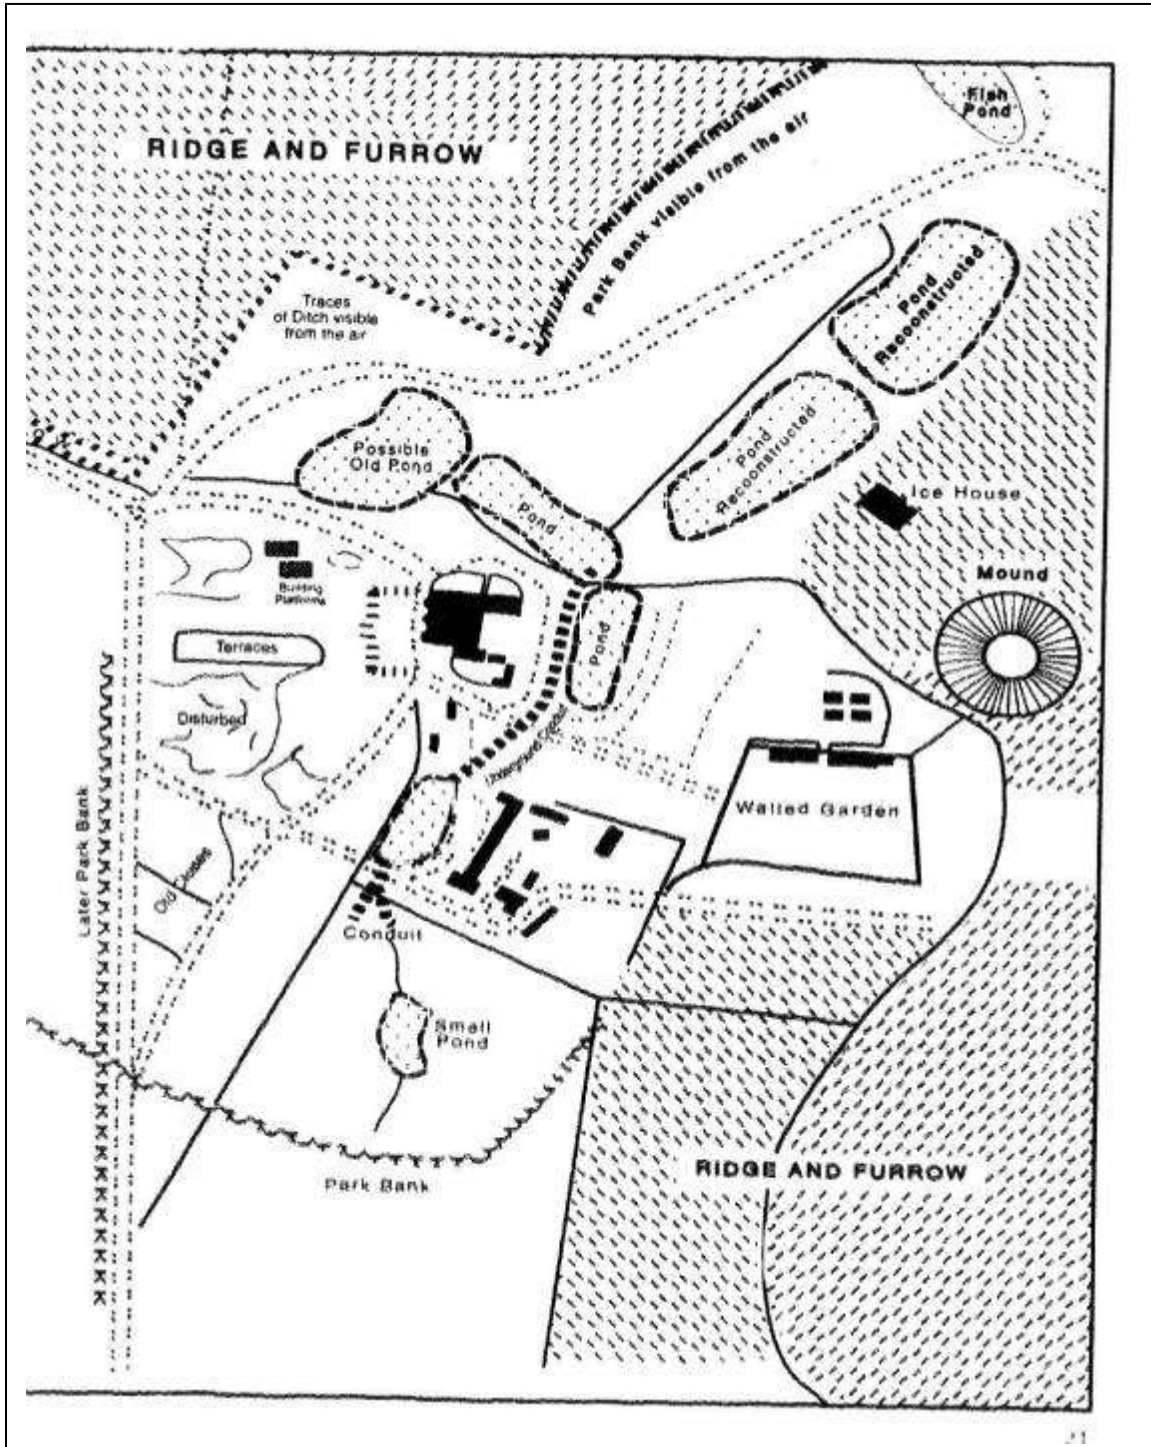 Fish
Pond
RIDGE AND FURROW
Park Bank visible from the air
Traces
of Ditch visible
from the air
Pond
Reconstructed
Pond
Reconstructed
Possible
Old Pond
Pond
Ice House
Mound
Building
Platforms
Pond
Terraces
Disturbed
Underground Conduit
Walled Garden
Later Park Bank
Old Closes
Conduit
Small
Pond
RIDGE AND FURROW
Park Bank